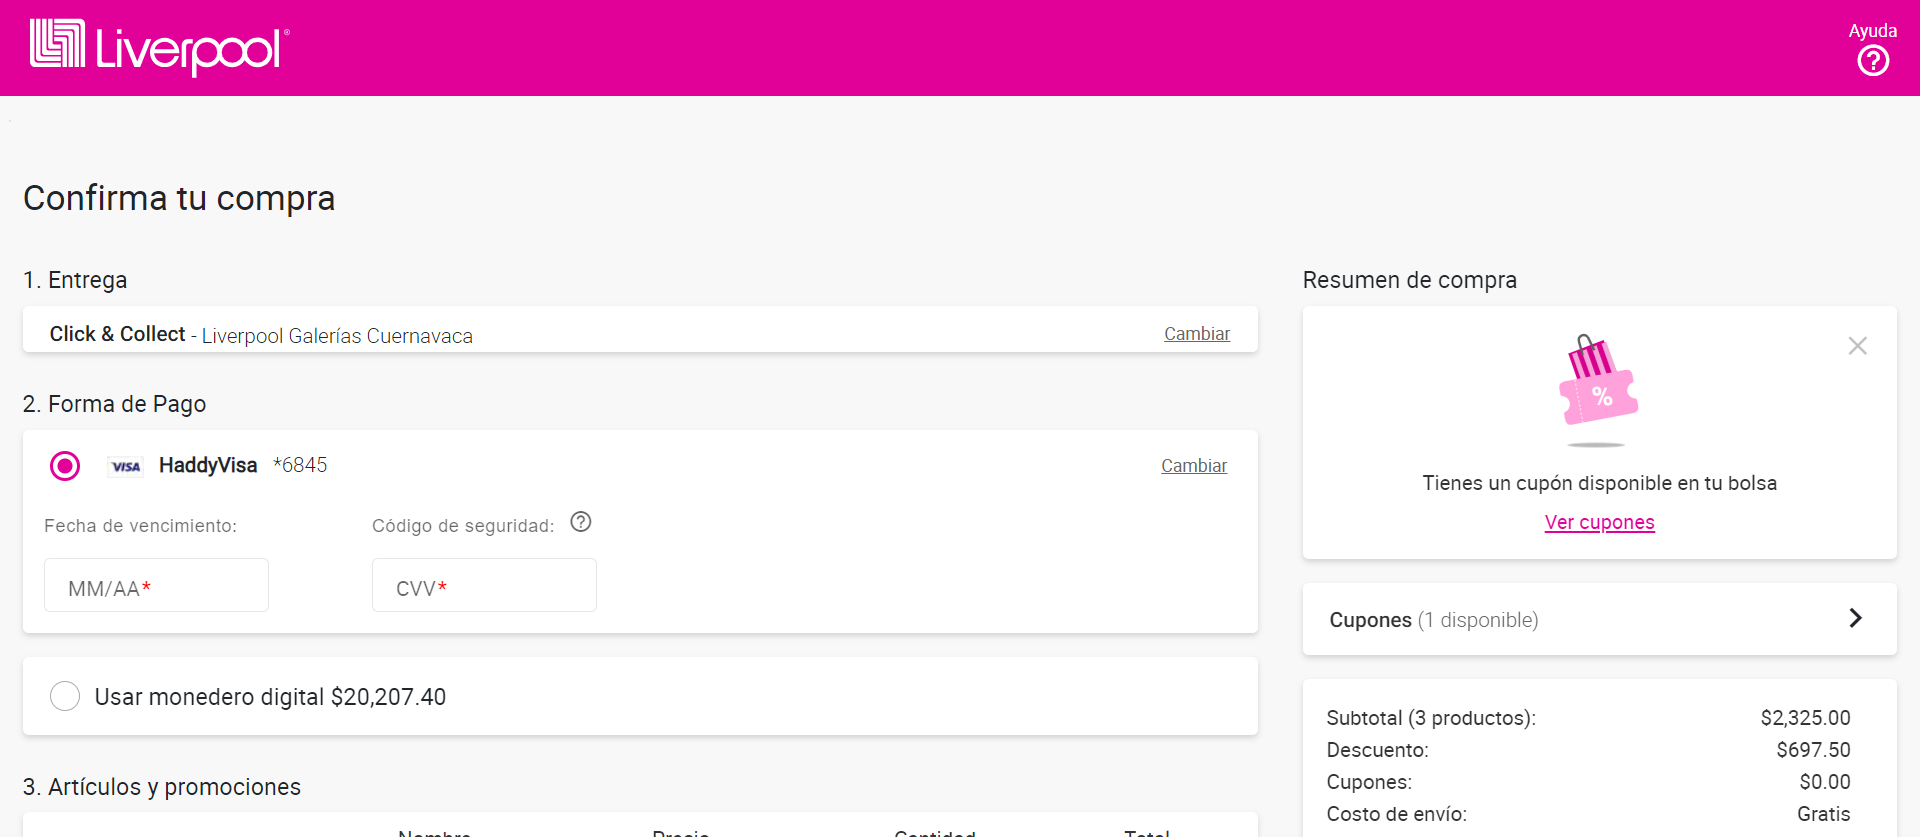 Liverpool®
Ayuda
Confirma tu compra
1. Entrega
Click & Collect - Liverpool Galerías Cuernavaca
Cambiar
2. Forma de Pago
VISA HaddyVisa *6845
Cambiar
Fecha de vencimiento:
Código de seguridad:
MM/AA*
CVV*
Usar monedero digital $20,207.40
3. Artículos y promociones
Nombre Precio Cantidad Total
Resumen de compra
%
Tienes un cupón disponible en tu bolsa
Ver cupones
Cupones (1 disponible)
Subtotal (3 productos): $2,325.00
Descuento: $697.50
Cupones: $0.00
Costo de envío: Gratis